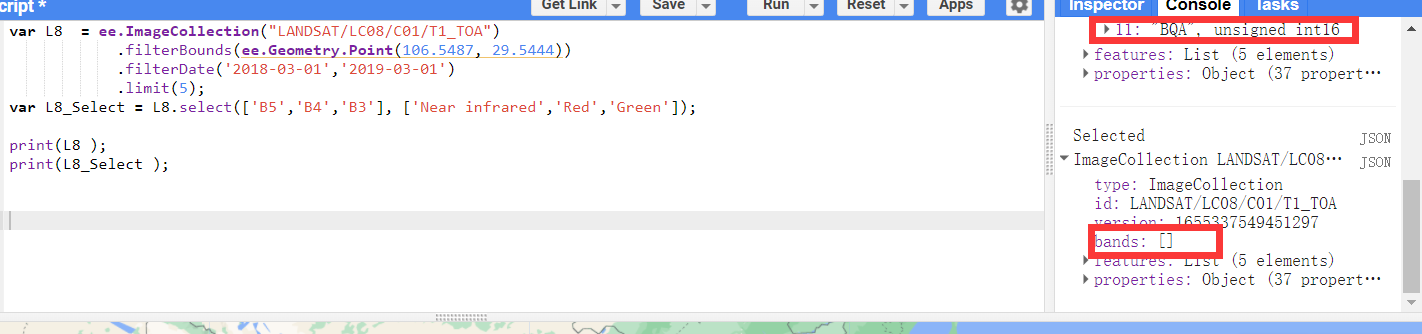 cript *
Get Link
Save
Run
Reset
Apps
Inspector
Console
Tasks
var L8  = ee.ImageCollection("LANDSAT/LC08/C01/T1_TOA")
.filterBounds(ee.Geometry.Point(106.5487, 29.5444))
.filterDate('2018-03-01','2019-03-01')
.limit(5);
var L8_Select = L8.select(['B5','B4','B3'], ['Near infrared','Red','Green']);
print(L8 );
print(L8_Select );
11: "BQA", unsigned int16
features: List (5 elements)
properties: Object (37 propert…
Selected
JSON
ImageCollection LANDSAT/LC08…
JSON
type: ImageCollection
id: LANDSAT/LC08/C01/T1_TOA
version: 1655337549451297
bands: []
features: List (5 elements)
properties: Object (37 propert…